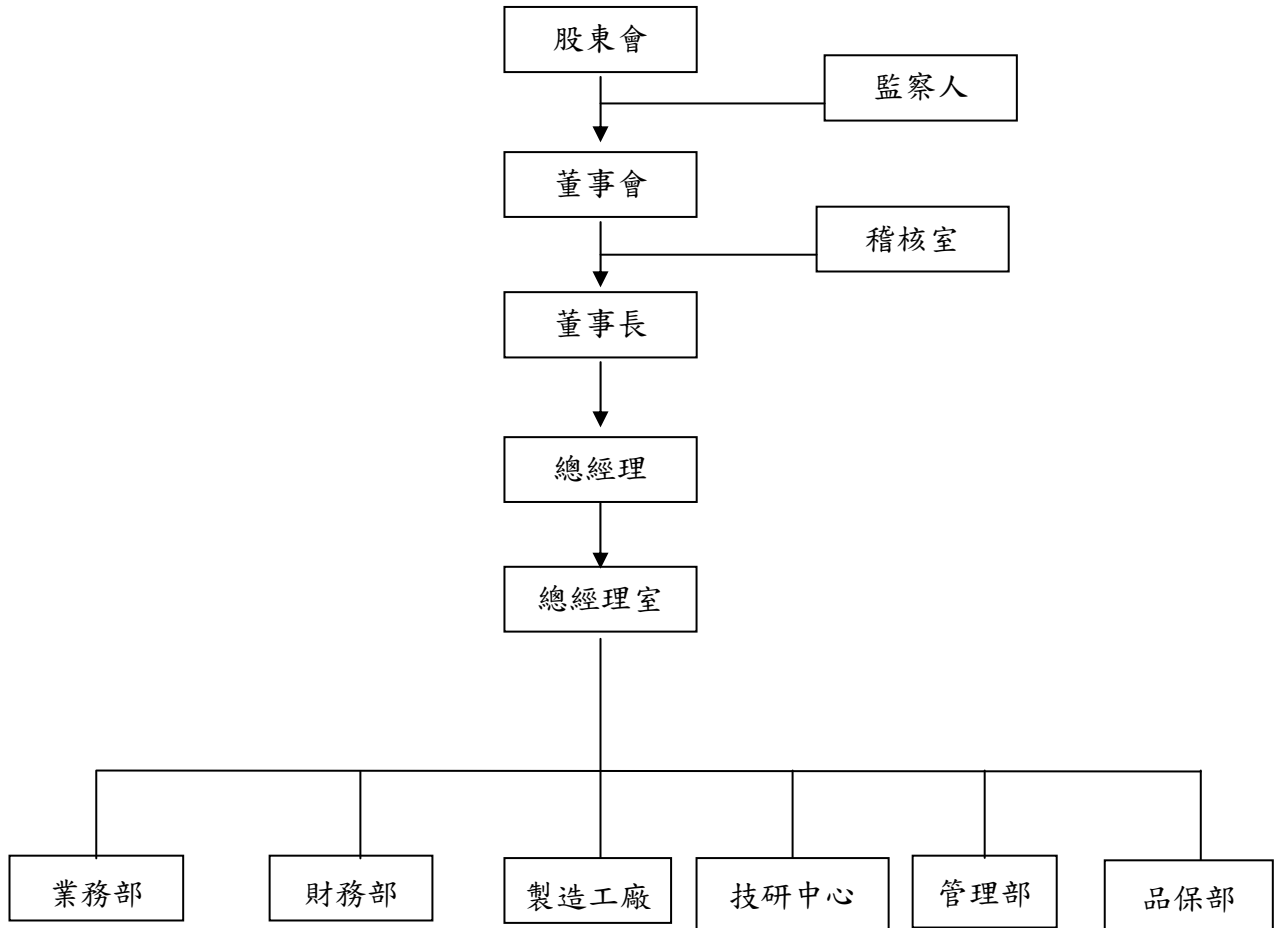 股東會
監察人
董事會
稽核室
董事長
總經理
總經理室
業務部
財務部
製造工廠
技研中心
管理部
品保部